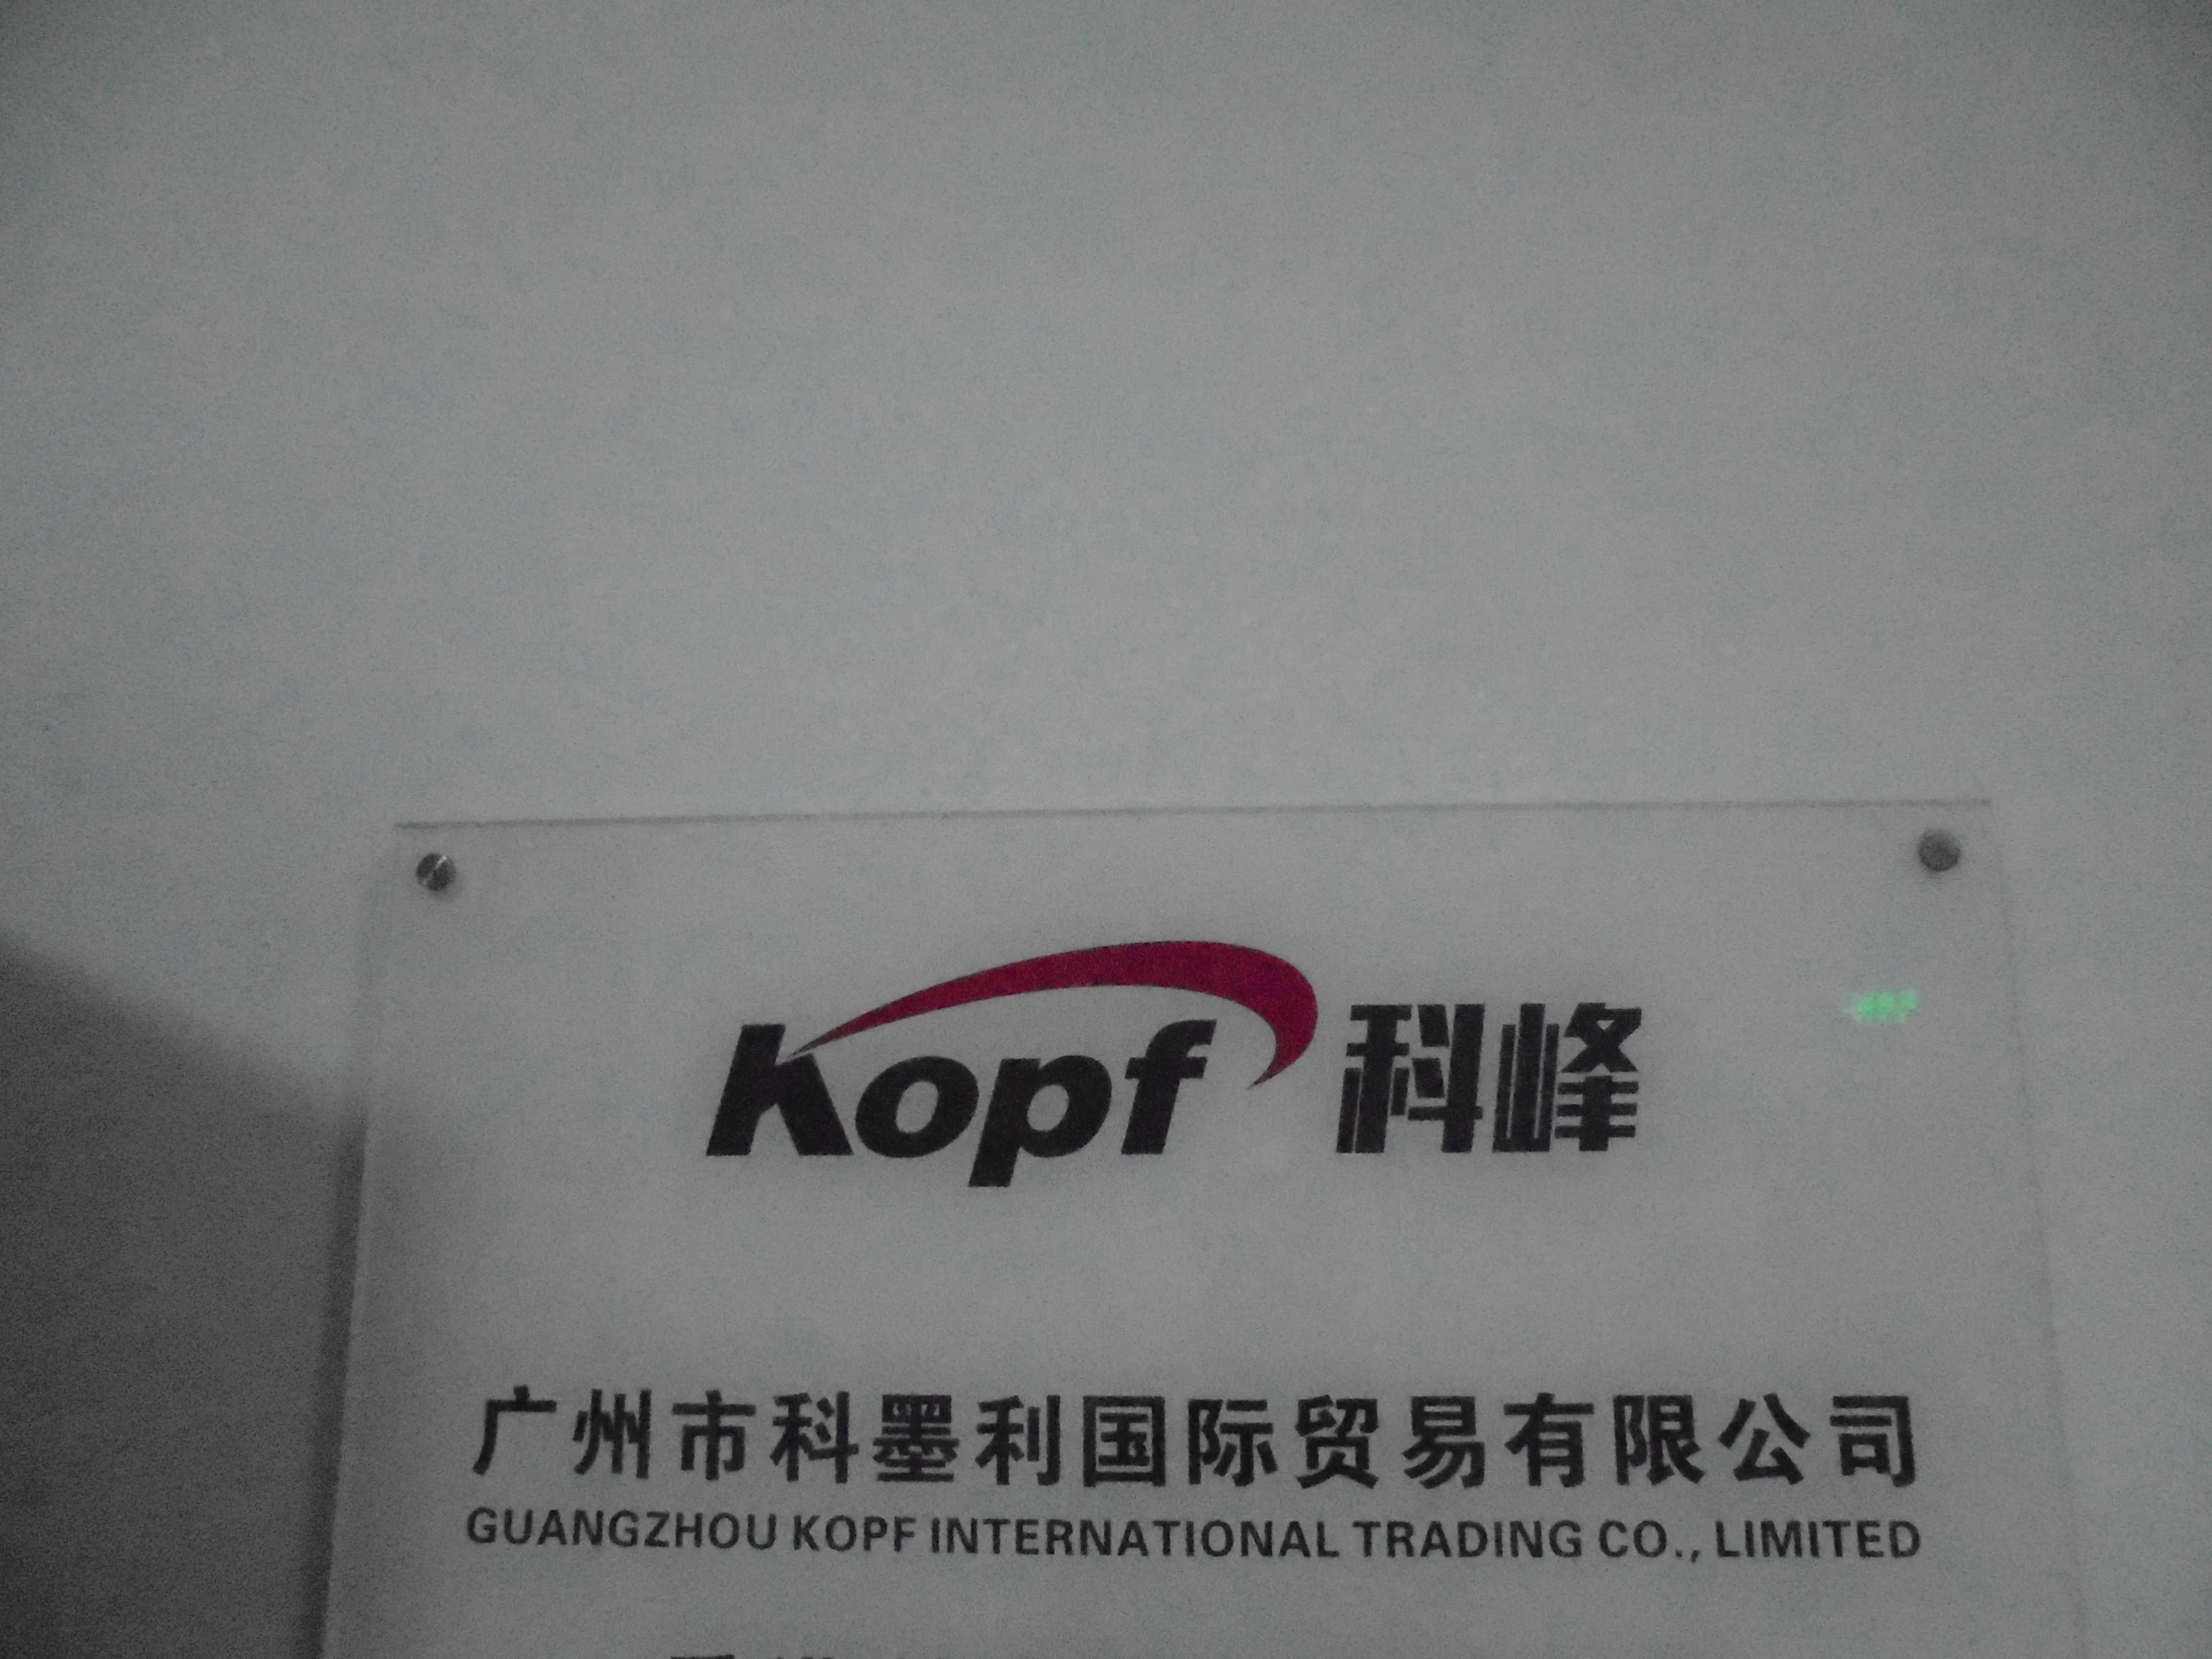 kopf 科峰
广州市科墨利国际贸易有限公司
GUANGZHOU KOPF INTERNATIONAL TRADING CO., LIMITED